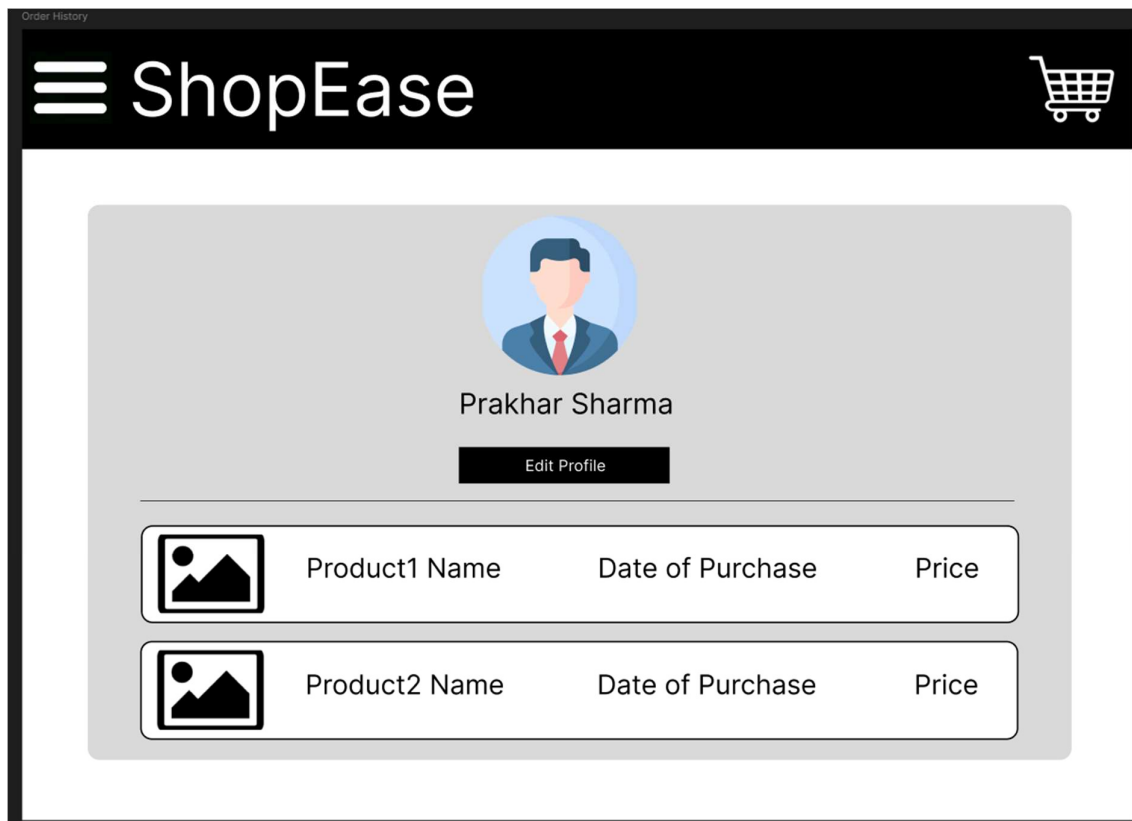 Order History
ShopEase
Prakhar Sharma
Edit Profile
Product1 Name Date of Purchase Price
Product2 Name Date of Purchase Price